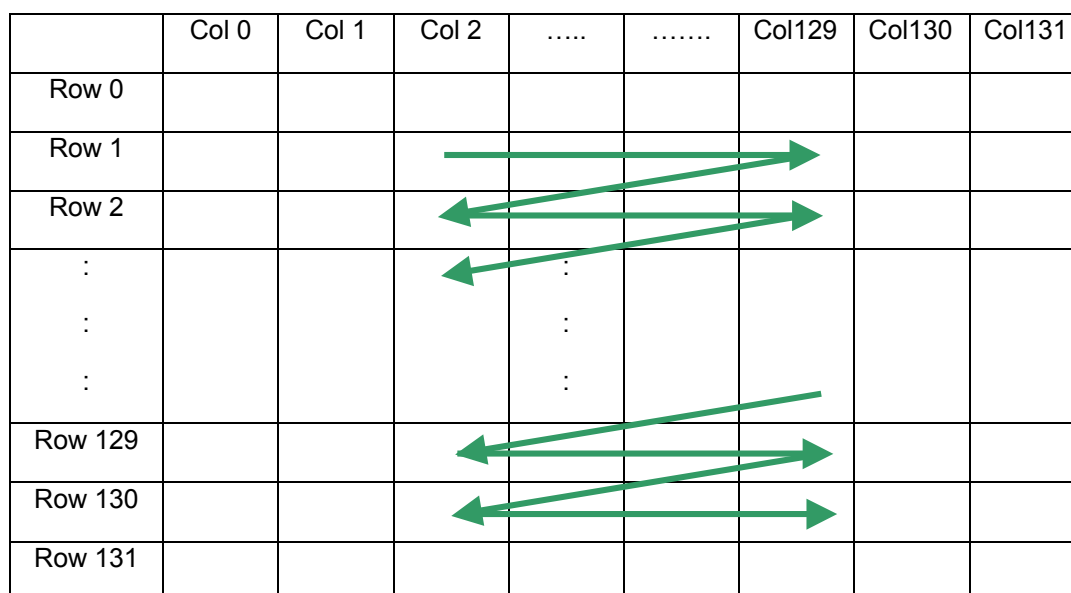 Col 0 Col 1 Col 2 ….. ……. Col129 Col130 Col131
Row 0
Row 1
Row 2
: :
: :
: :
Row 129
Row 130
Row 131